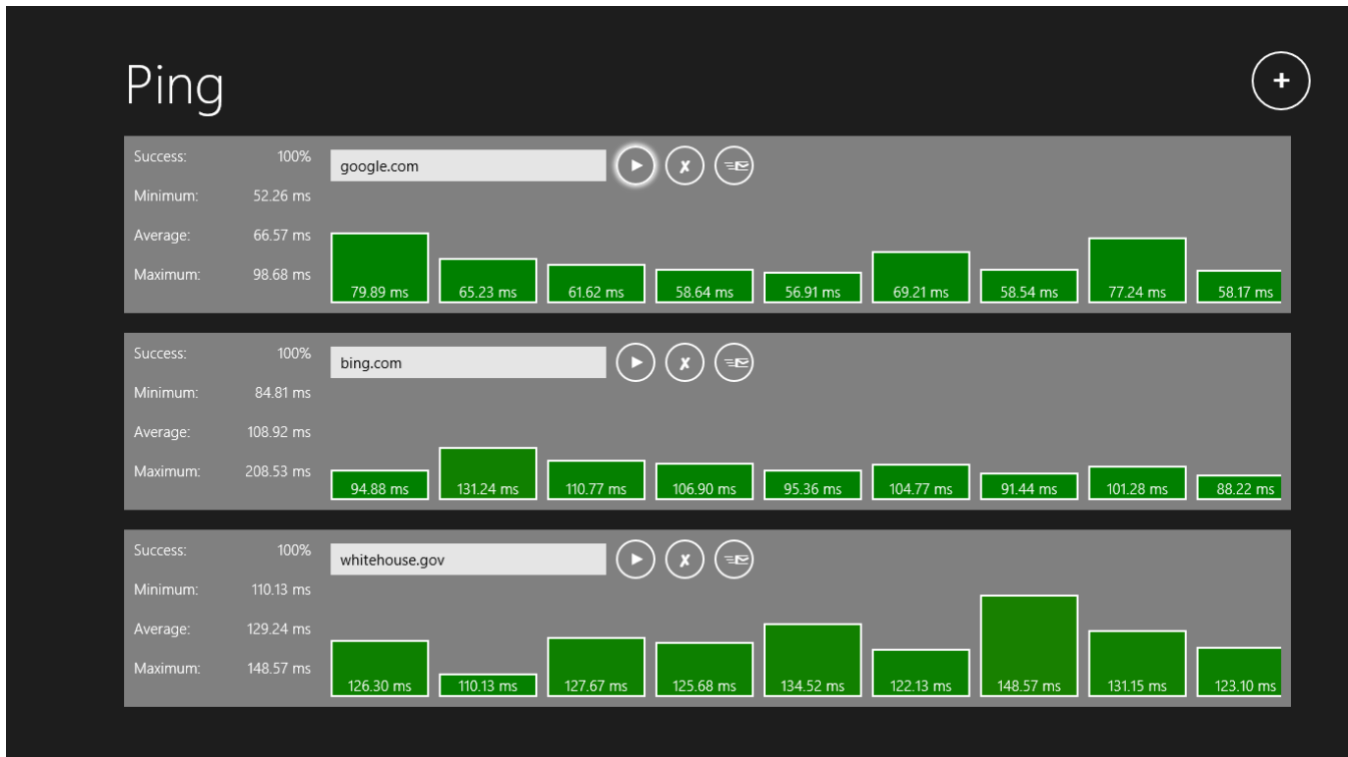 Ping
+
Success: 100%
google.com
Minimum: 52.26 ms
Average: 66.57 ms
Maximum: 98.68 ms
79.89 ms 65.23 ms 61.62 ms 58.64 ms 56.91 ms 69.21 ms 58.54 ms 77.24 ms 58.17 ms
Success: 100%
bing.com
Minimum: 84.81 ms
Average: 108.92 ms
Maximum: 208.53 ms
94.88 ms 131.24 ms 110.77 ms 106.90 ms 95.36 ms 104.77 ms 91.44 ms 101.28 ms 88.22 ms
Success: 100%
whitehouse.gov
Minimum: 110.13 ms
Average: 129.24 ms
Maximum: 148.57 ms
126.30 ms 110.13 ms 127.67 ms 125.68 ms 134.52 ms 122.13 ms 148.57 ms 131.15 ms 123.10 ms